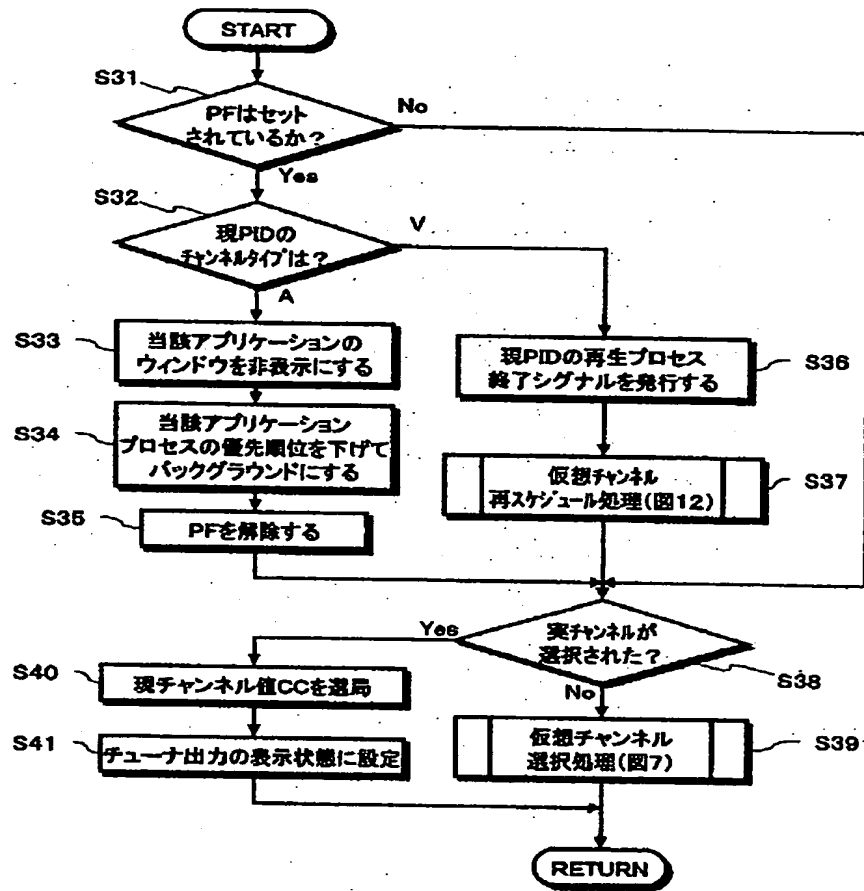 START
S31
PFはセット
されているか？
No
Yes
S32
現PIDの
チャンネルタイプは？
V
A
S33
当該アプリケーションの
ウィンドウを非表示にする
S36
現PIDの再生プロセス
終了シグナルを発行する
S34
当該アプリケーション
プロセスの優先順位を下げて
バックグラウンドにする
S37
仮想チャンネル
再スケジュール処理(図12)
S35
PFを解除する
Yes
実チャンネルが
選択された？
S38
No
S40
現チャンネル値CCを選局
S41
チューナ出力の表示状態に設定
仮想チャンネル
選択処理(図7)
S39
RETURN